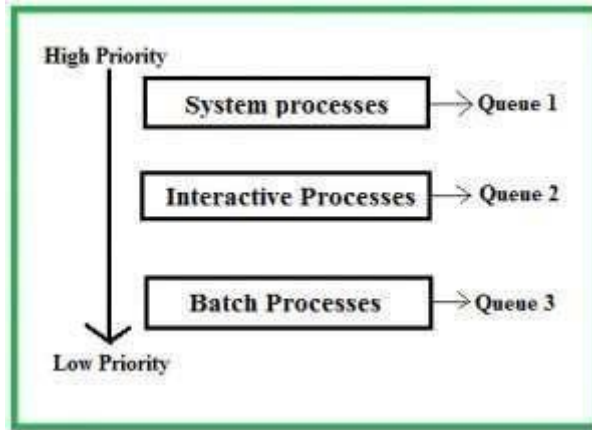 High Priority
System processes
Queue 1
Interactive Processes
Queue 2
Batch Processes
Queue 3
Low Priority